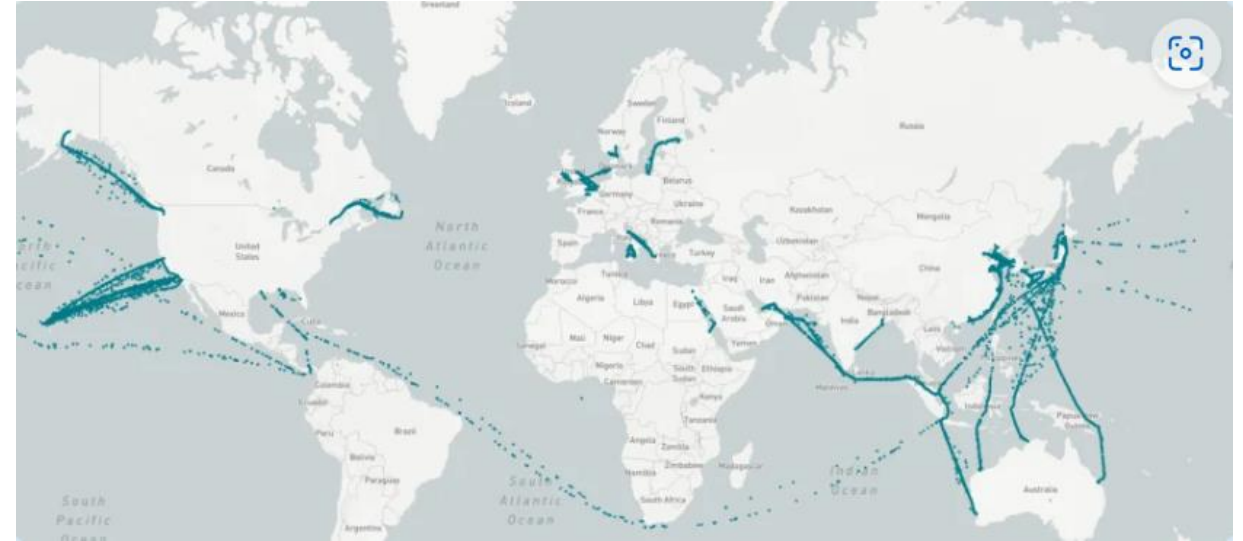 Greenland
Iceland
Sweden
Finland
Norway
Russia
Canada
Belarus
Germany
Ukraine
France
Kazakhstan
Mongolia
Romania
North
Atlantic
Ocean
United
States
Spain
Turkey
Uzbekistan
China
Tunisia
Morocco
Iraq
Iran
Afghanistan
Algeria
Libya
Egypt
Saudi
Arabia
Pakistan
Nepal
Mexico
Cuba
Oman
India
Bangladesh
Laos
Mali
Niger
Chad
Sudan
Yemen
Senegal
Vietnam
Nigeria
South
Sudan
Ethiopia
Cameroon
Colombia
Maldives
Kenya
Ecuador
Indonesia
Papua
Tanzania
Peru
Brazil
Angola
Zambia
Bolivia
Namibia
Zimbabwe
Madagascar
Indian
Ocean
Paraguay
South
Atlantic
Ocean
South Africa
Australia
South
Pacific
Ocean
Argentina